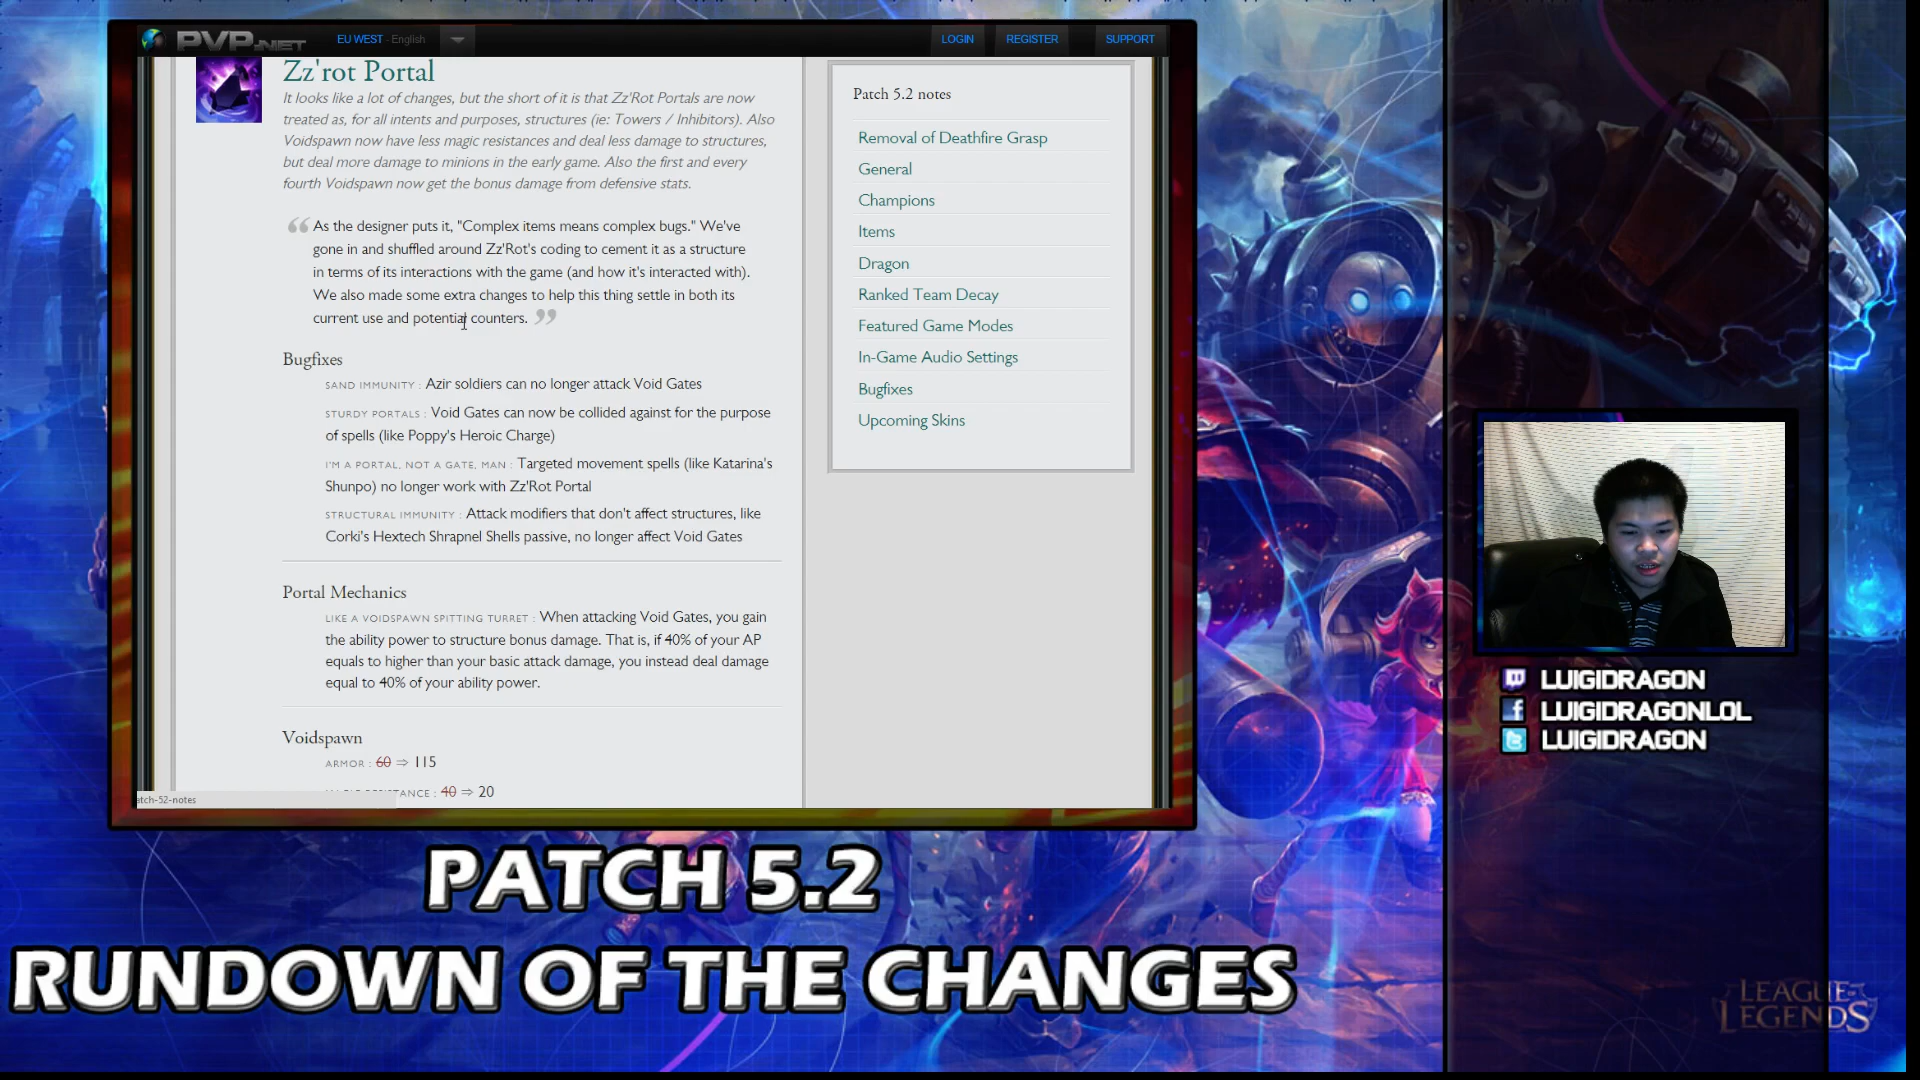 PVP.NET
EU WEST - English
LOGIN
REGISTER
SUPPORT
Zz'rot Portal
It looks like a lot of changes, but the short of it is that Zz'Rot Portals are now
treated as, for all intents and purposes, structures (ie: Towers / Inhibitors). Also
Voidspawn now have less magic resistances and deal less damage to structures,
but deal more damage to minions in the early game. Also the first and every
fourth Voidspawn now get the bonus damage from defensive stats.
“ As the designer puts it, "Complex items means complex bugs." We've
gone in and shuffled around Zz'Rot's coding to cement it as a structure
in terms of its interactions with the game (and how it's interacted with).
We also made some extra changes to help this thing settle in both its
current use and potential counters. ”
Bugfixes
SAND IMMUNITY : Azir soldiers can no longer attack Void Gates
STURDY PORTALS : Void Gates can now be collided against for the purpose
of spells (like Poppy's Heroic Charge)
I'M A PORTAL, NOT A GATE, MAN : Targeted movement spells (like Katarina's
Shunpo) no longer work with Zz'Rot Portal
STRUCTURAL IMMUNITY : Attack modifiers that don't affect structures, like
Corki's Hextech Shrapnel Shells passive, no longer affect Void Gates
Portal Mechanics
LIKE A VOIDSPAWN SPITTING TURRET : When attacking Void Gates, you gain
the ability power to structure bonus damage. That is, if 40% of your AP
equals to higher than your basic attack damage, you instead deal damage
equal to 40% of your ability power.
Voidspawn
ARMOR : 60 ⇒ 115
ANCE : 40 ⇒ 20
atch-52-notes
Patch 5.2 notes
Removal of Deathfire Grasp
General
Champions
Items
Dragon
Ranked Team Decay
Featured Game Modes
In-Game Audio Settings
Bugfixes
Upcoming Skins
LUIGIDRAGON
LUIGIDRAGONLOL
LUIGIDRAGON
PATCH 5.2
RUNDOWN OF THE CHANGES
LEAGUE OF
LEGENDS